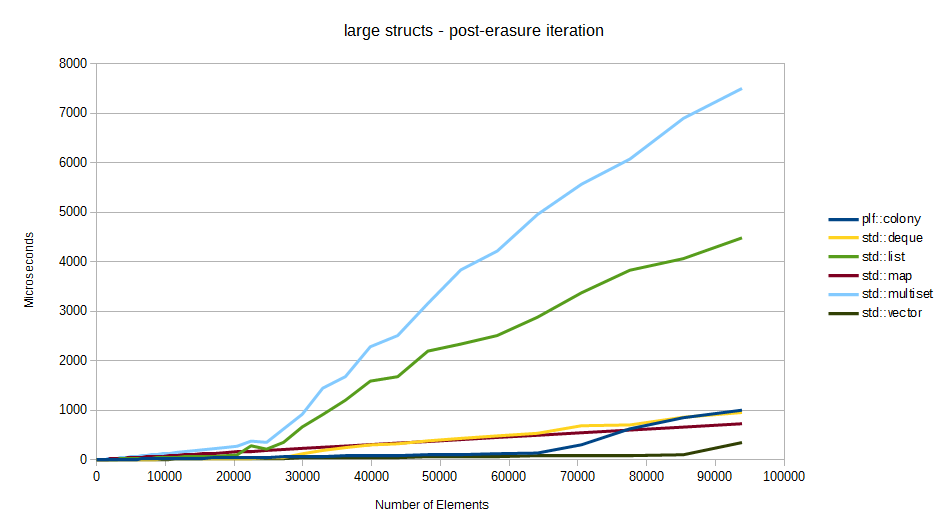 large structs - post-erasure iteration
8000
7000
6000
5000
4000
3000
2000
1000
0
Microseconds
0 10000 20000 30000 40000 50000 60000 70000 80000 90000 100000
Number of Elements
plf::colony
std::deque
std::list
std::map
std::multiset
std::vector